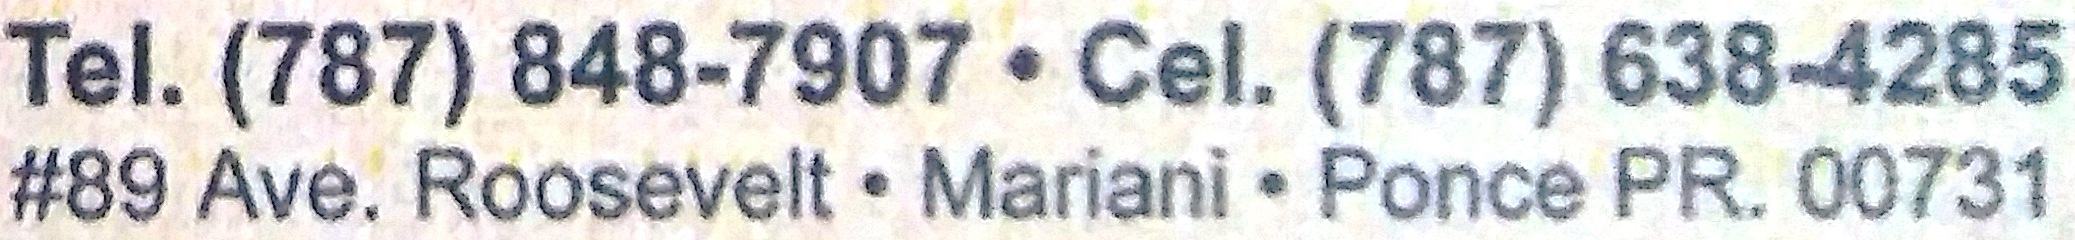 Tel. (787) 848-7907 • Cel. (787) 638-4285
#89 Ave. Roosevelt • Mariani • Ponce PR. 00731